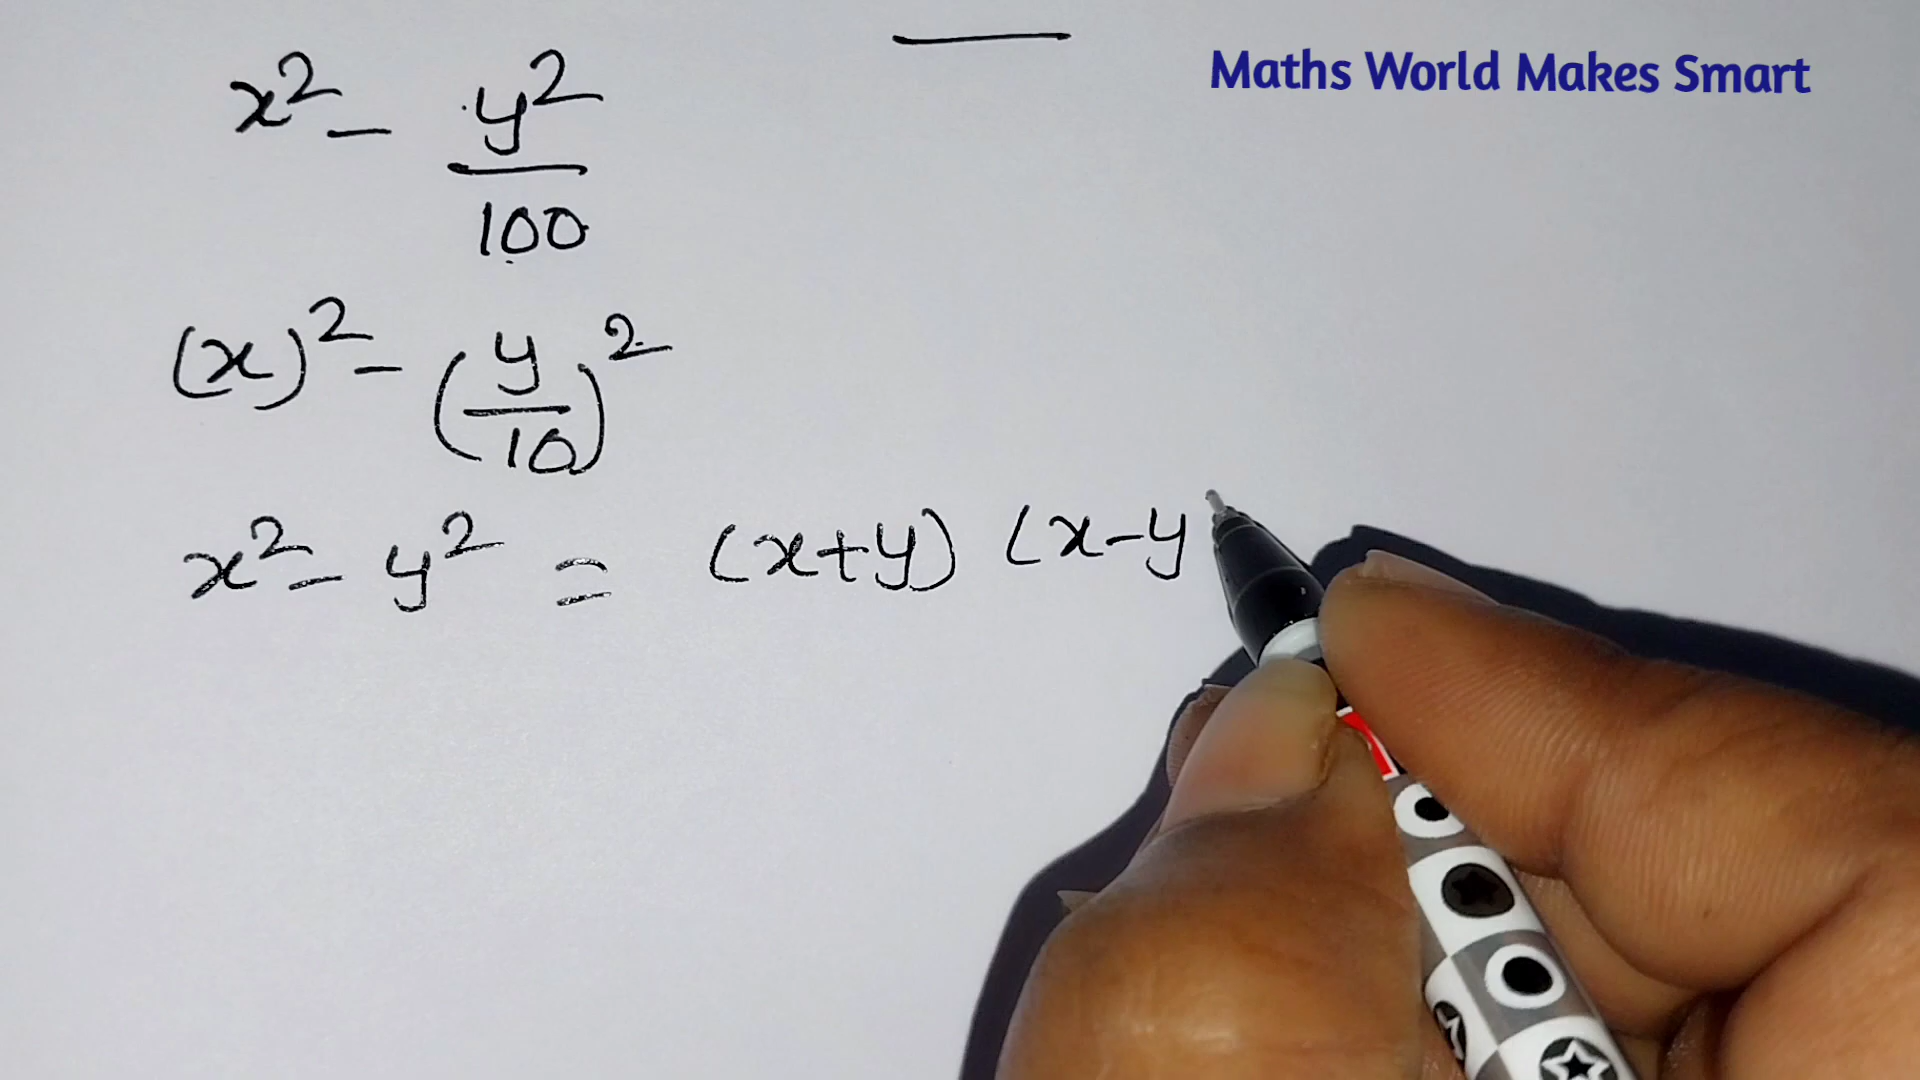 Maths World Makes Smart
x² - y²/100
(x)² - (y/10)²
x² - y² = (x+y) (x-y